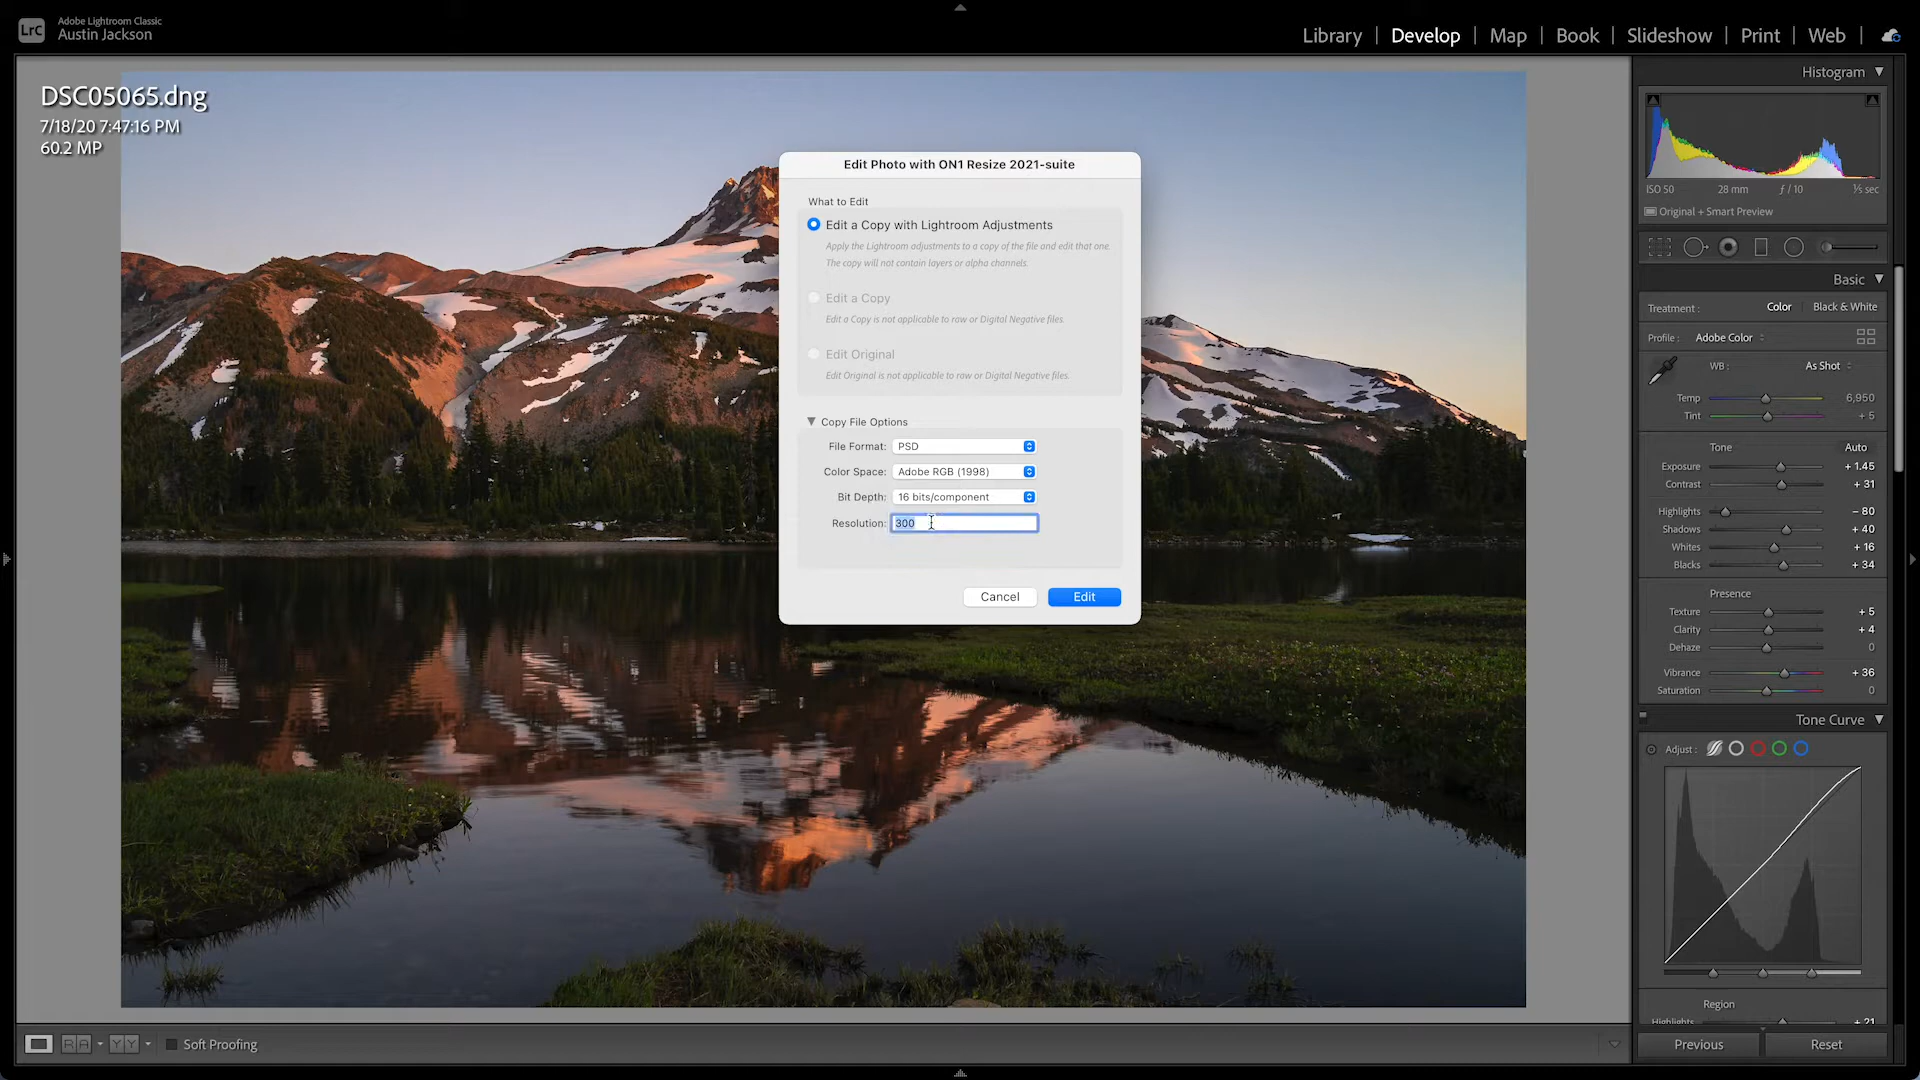 LrC
Adobe Lightroom Classic
Austin Jackson
Library | Develop | Map | Book | Slideshow | Print | Web |
DSC05065.dng
7/18/20 7:47:16 PM
60.2 MP
Edit Photo with ON1 Resize 2021-suite
What to Edit
Edit a Copy with Lightroom Adjustments
Apply the Lightroom adjustments to a copy of the file and edit that one.
The copy will not contain layers or alpha channels.
Edit a Copy
Edit a Copy is not applicable to raw or Digital Negative files.
Edit Original
Edit Original is not applicable to raw or Digital Negative files.
Copy File Options
File Format: PSD
Color Space: Adobe RGB (1998)
Bit Depth: 16 bits/component
Resolution: 300
Cancel Edit
Histogram
ISO 50 28 mm ƒ / 10 ⅕ sec
Original + Smart Preview
Basic
Treatment : Color Black & White
Profile : Adobe Color
WB : As Shot
Temp 6,950
Tint + 5
Tone Auto
Exposure + 1.45
Contrast + 31
Highlights – 80
Shadows + 40
Whites + 16
Blacks + 34
Presence
Texture + 5
Clarity + 4
Dehaze 0
Vibrance + 36
Saturation 0
Tone Curve
Adjust :
Region
Highlights + 21
Previous Reset
R A Y Y Soft Proofing